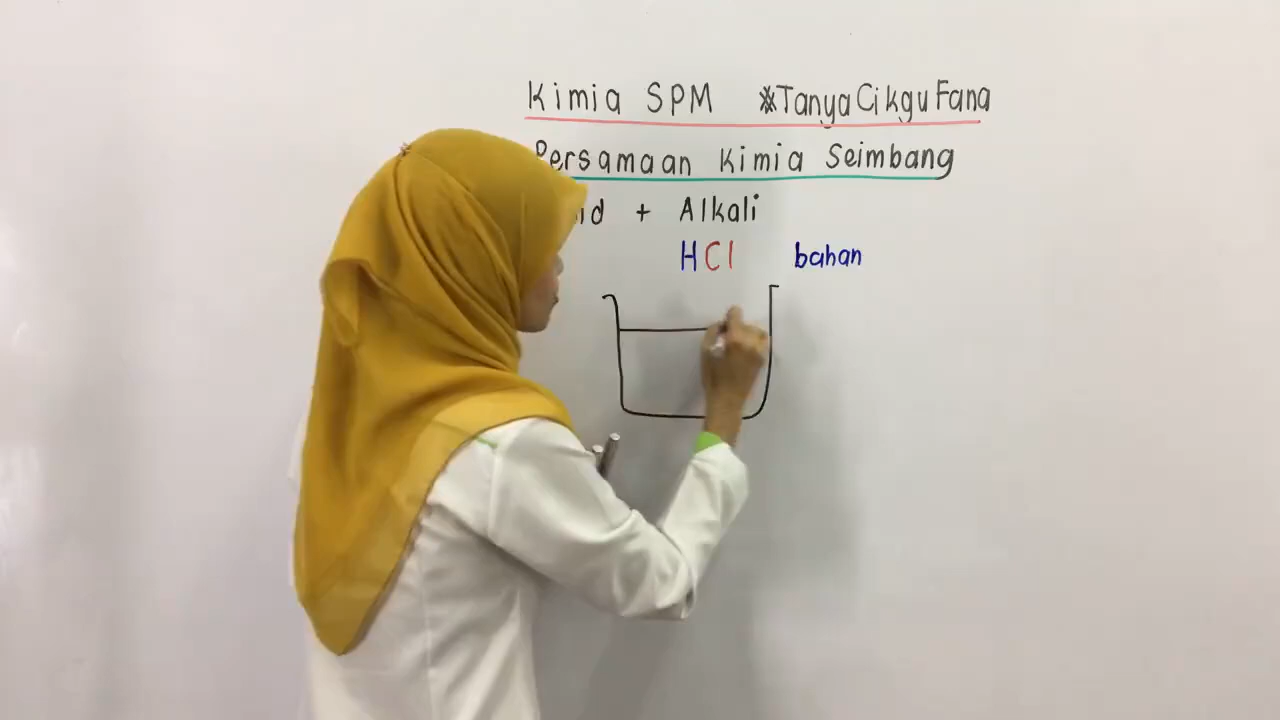 Kimia SPM *TanyaCikguFana
Persamaan Kimia Seimbang
+ Alkali
HCl bahan